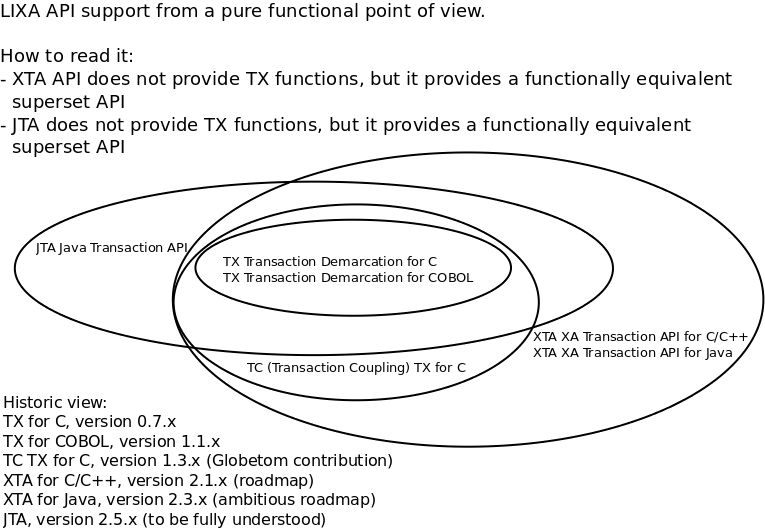 LIXA API support from a pure functional point of view.
How to read it:
- XTA API does not provide TX functions, but it provides a functionally equivalent
superset API
- JTA does not provide TX functions, but it provides a functionally equivalent
superset API
JTA Java Transaction API
TX Transaction Demarcation for C
TX Transaction Demarcation for COBOL
XTA XA Transaction API for C/C++
XTA XA Transaction API for Java
TC (Transaction Coupling) TX for C
Historic view:
TX for C, version 0.7.x
TX for COBOL, version 1.1.x
TC TX for C, version 1.3.x (Globetom contribution)
XTA for C/C++, version 2.1.x (roadmap)
XTA for Java, version 2.3.x (ambitious roadmap)
JTA, version 2.5.x (to be fully understood)